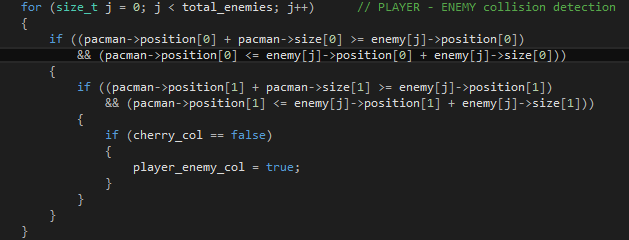 for (size_t j = 0; j < total_enemies; j++)      // PLAYER - ENEMY collision detection
{
    if ((pacman->position[0] + pacman->size[0] >= enemy[j]->position[0])
        && (pacman->position[0] <= enemy[j]->position[0] + enemy[j]->size[0]))
    {
        if ((pacman->position[1] + pacman->size[1] >= enemy[j]->position[1])
            && (pacman->position[1] <= enemy[j]->position[1] + enemy[j]->size[1]))
        {
            if (cherry_col == false)
            {
                player_enemy_col = true;
            }
        }
    }
}